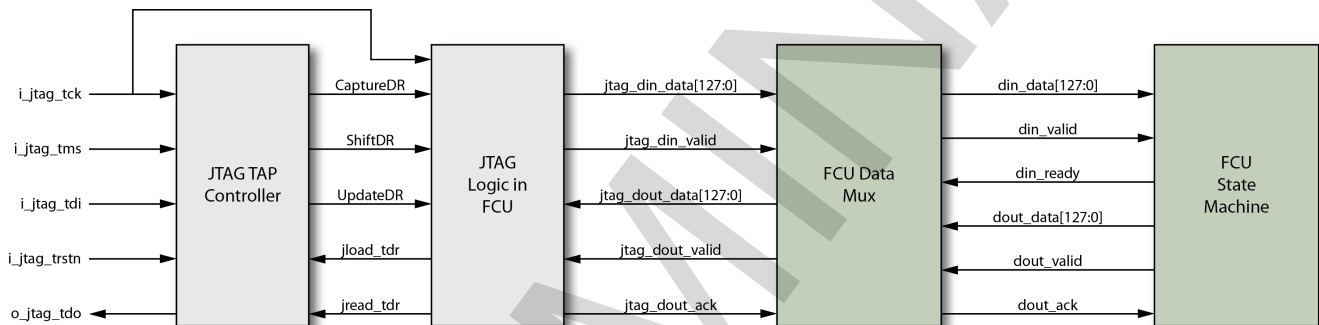 i_jtag_tck
i_jtag_tms
i_jtag_tdi
i_jtag_trstn
o_jtag_tdo
JTAG TAP
Controller
CaptureDR
ShiftDR
UpdateDR
jload_tdr
jread_tdr
JTAG
Logic in
FCU
jtag_din_data[127:0]
jtag_din_valid
jtag_dout_data[127:0]
jtag_dout_valid
jtag_dout_ack
FCU Data
Mux
din_data[127:0]
din_valid
din_ready
dout_data[127:0]
dout_valid
dout_ack
FCU
State
Machine